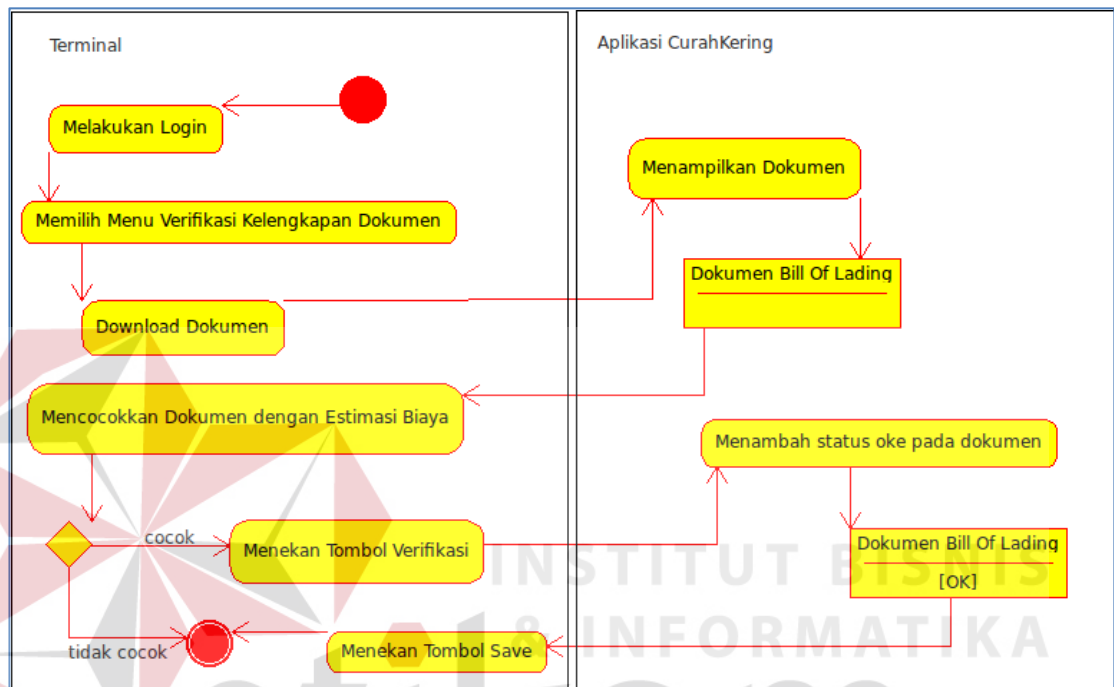 Terminal
Aplikasi CurahKering
Melakukan Login
Menampilkan Dokumen
Memilih Menu Verifikasi Kelengkapan Dokumen
Dokumen Bill Of Lading
Download Dokumen
Mencocokkan Dokumen dengan Estimasi Biaya
Menambah status oke pada dokumen
cocok
Menekan Tombol Verifikasi
Dokumen Bill Of Lading
[OK]
INSTITUT BISNIS
& INFORMATIKA
tidak cocok
Menekan Tombol Save